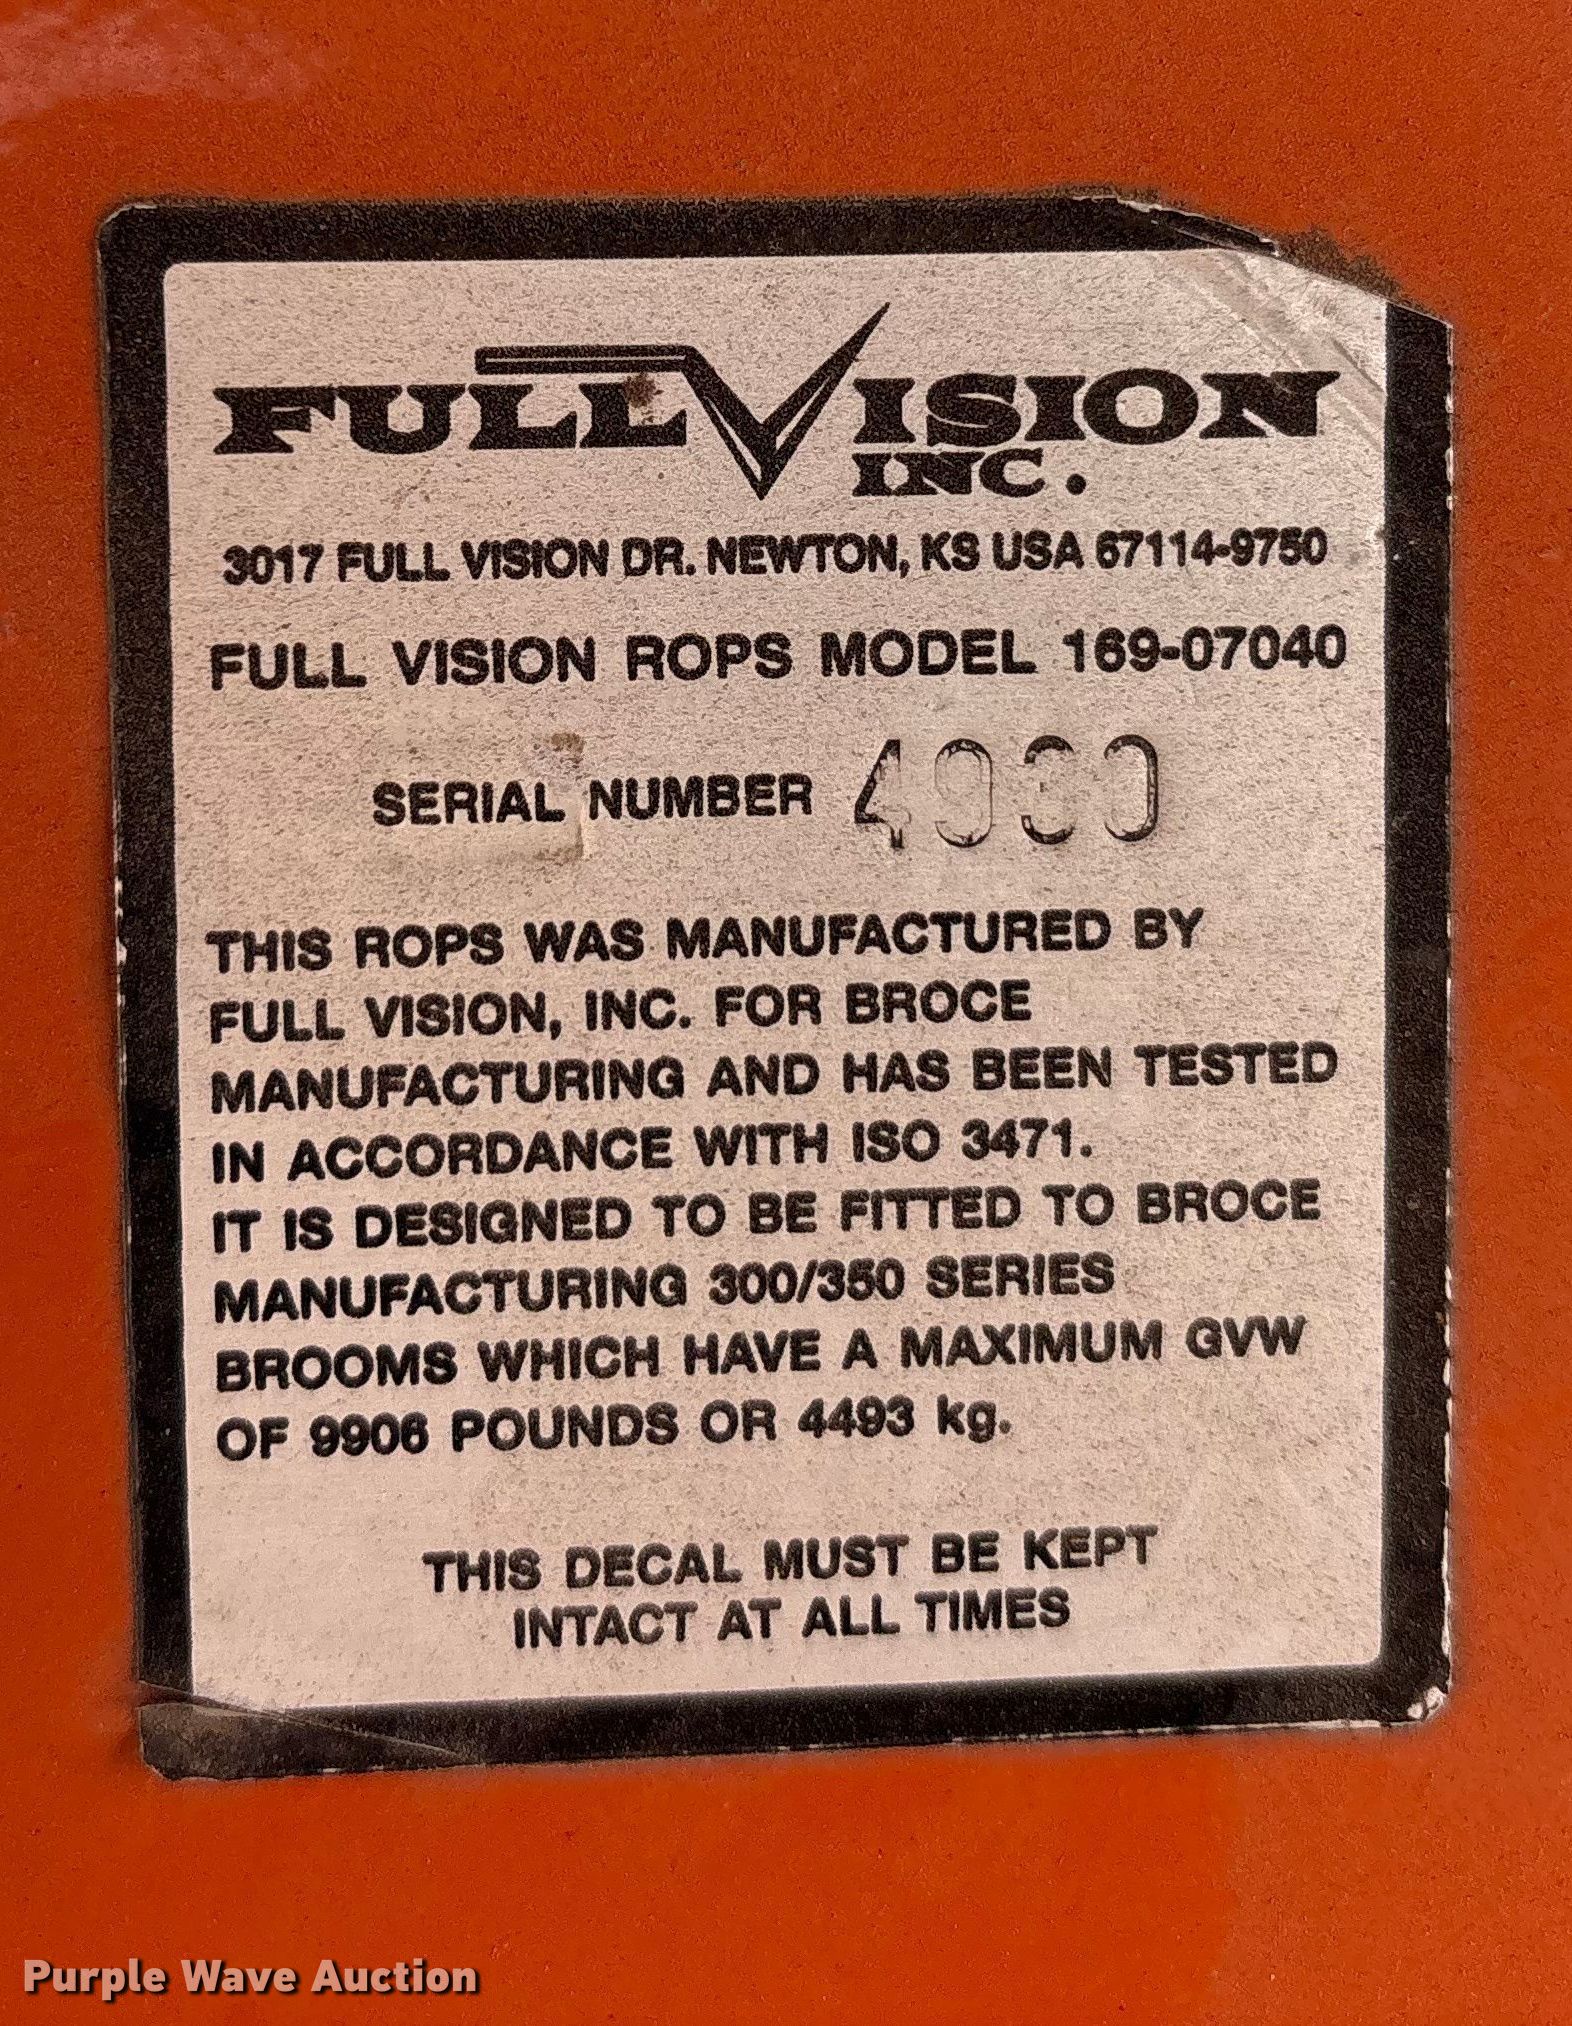 FULL VISION
INC.
3017 FULL VISION DR. NEWTON, KS USA 67114-9750
FULL VISION ROPS MODEL 169-07040
SERIAL NUMBER
THIS ROPS WAS MANUFACTURED BY
FULL VISION, INC. FOR BROCE
MANUFACTURING AND HAS BEEN TESTED
IN ACCORDANCE WITH ISO 3471.
IT IS DESIGNED TO BE FITTED TO BROCE
MANUFACTURING 300/350 SERIES
BROOMS WHICH HAVE A MAXIMUM GVW
OF 9906 POUNDS OR 4493 kg.
THIS DECAL MUST BE KEPT
INTACT AT ALL TIMES
Purple Wave Auction